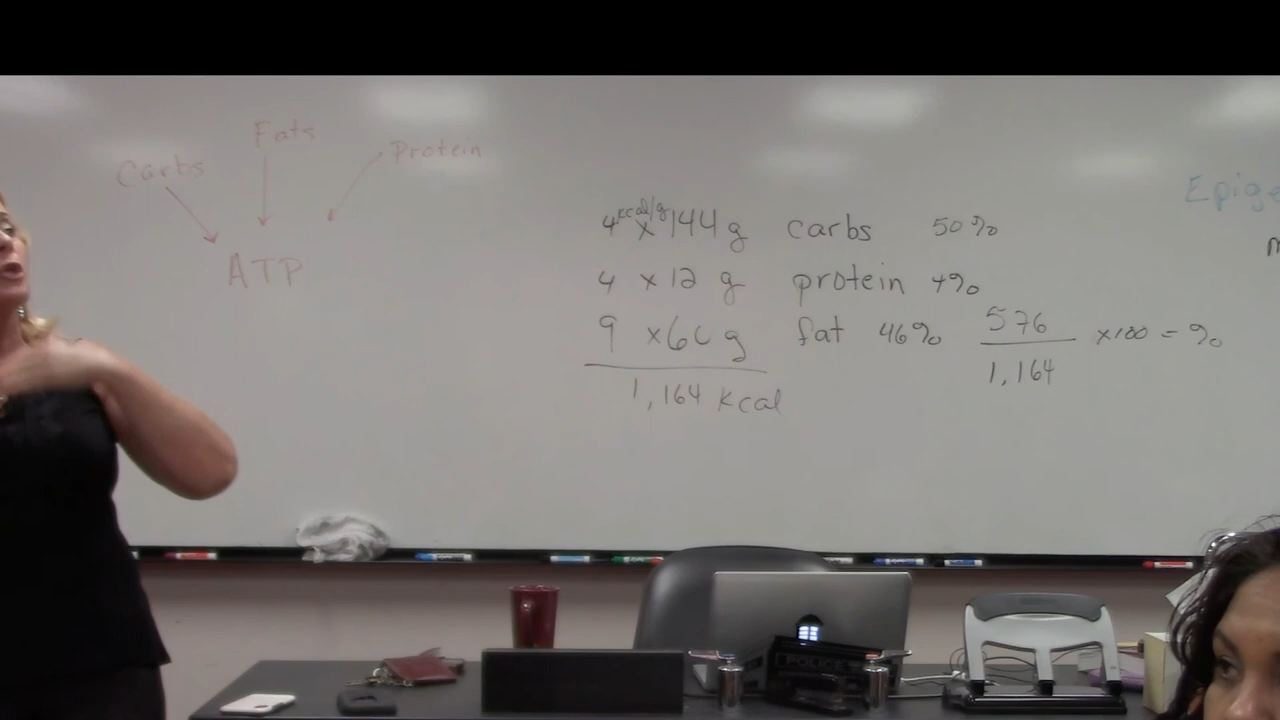 Fats
Carbs
Protein
ATP
4 kcal/g x 144 g carbs 50%
4 x 12 g protein 4%
9 x 60 g fat 46% 576/1,164 x100 = %
1,164 kcal
Epige
POLICE